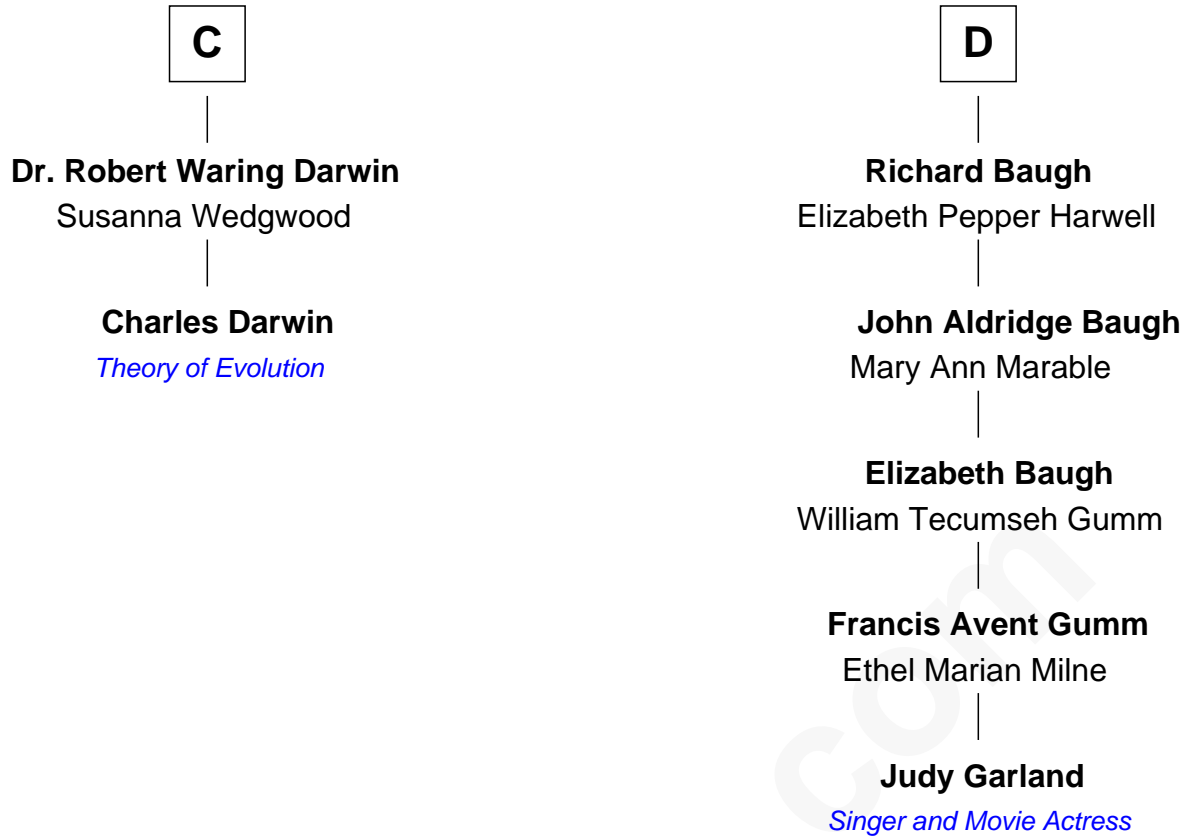 C
Dr. Robert Waring Darwin
Susanna Wedgwood
Charles Darwin
Theory of Evolution
D
Richard Baugh
Elizabeth Pepper Harwell
John Aldridge Baugh
Mary Ann Marable
Elizabeth Baugh
William Tecumseh Gumm
Francis Avent Gumm
Ethel Marian Milne
Judy Garland
Singer and Movie Actress
com